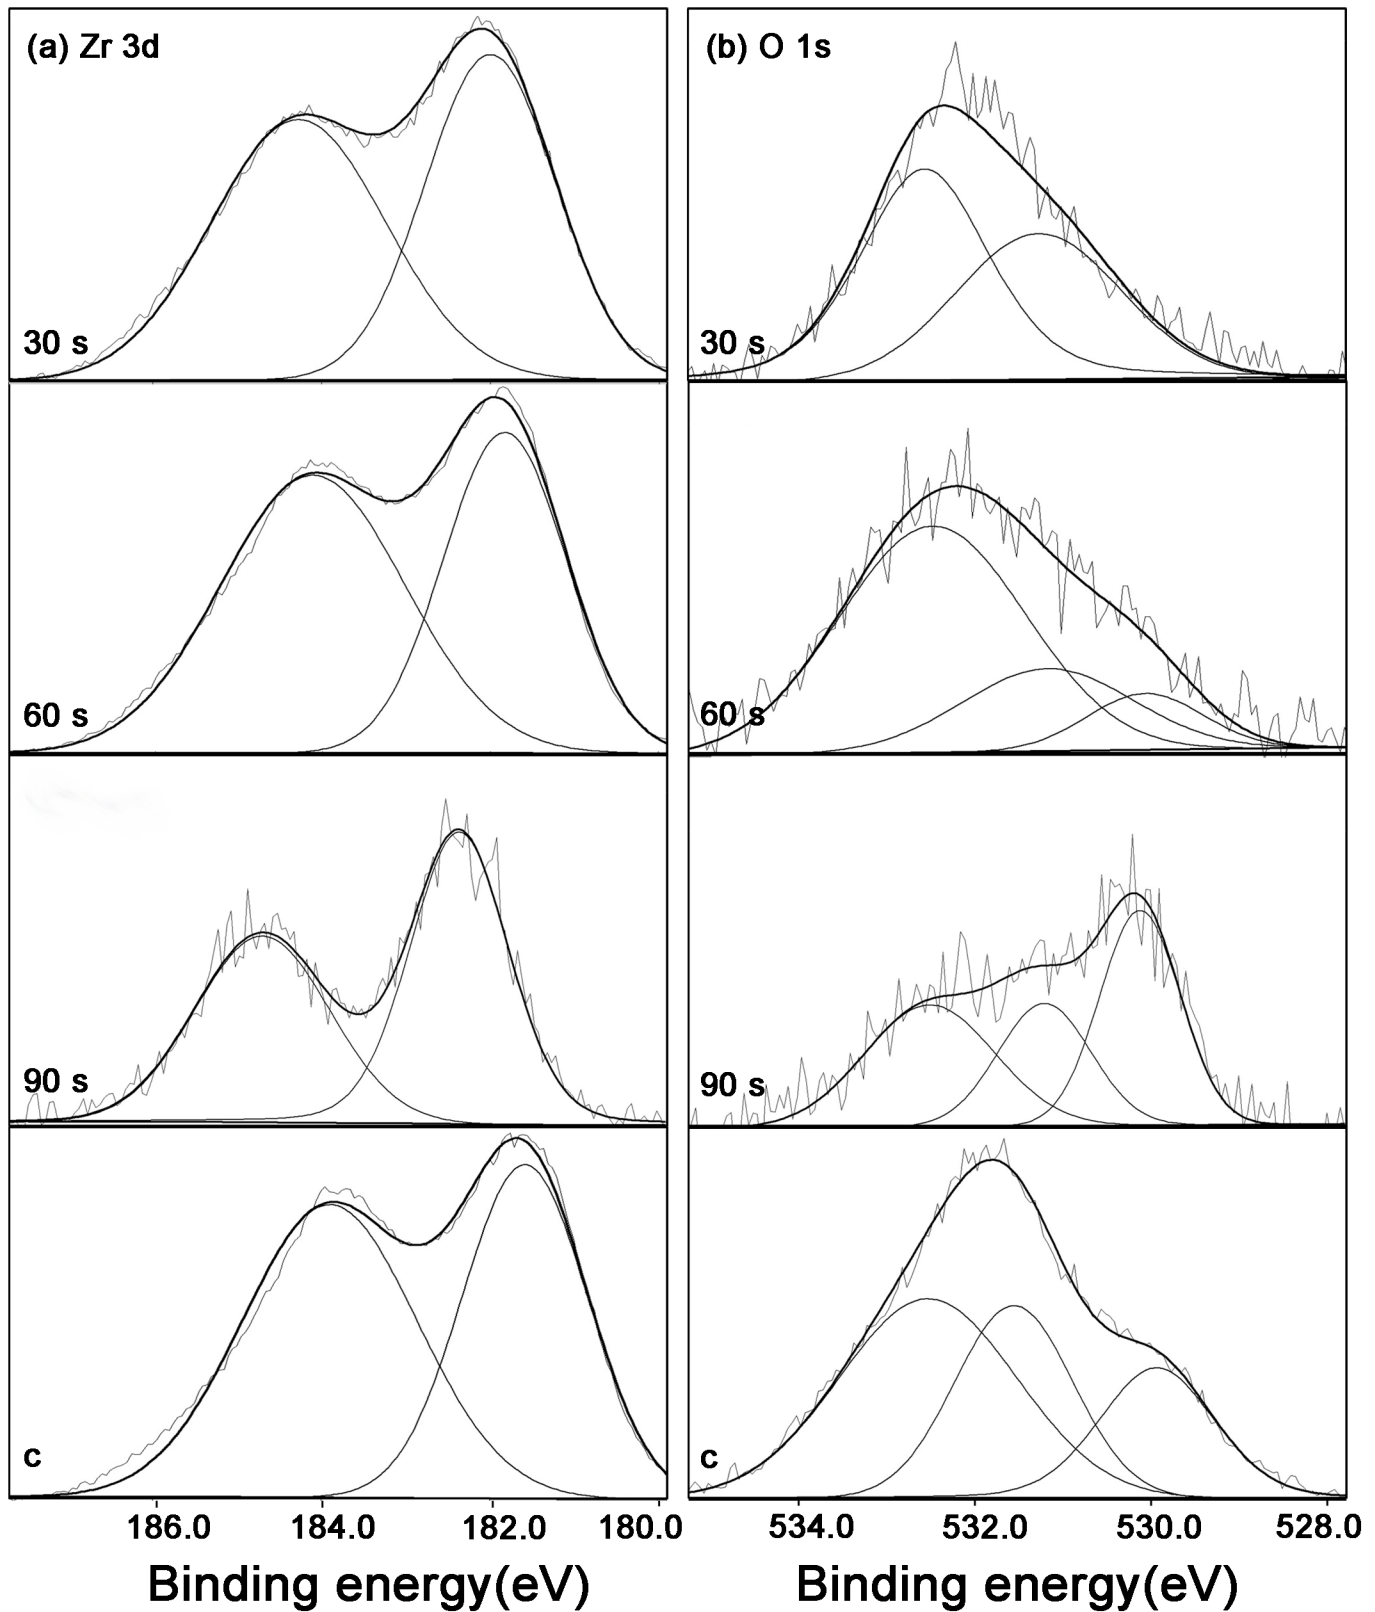 (a) Zr 3d
(b) O 1s
30 s
30 s
60 s
60 s
90 s
90 s
c
c
186.0 184.0 182.0 180.0
534.0 532.0 530.0 528.0
Binding energy(eV)
Binding energy(eV)